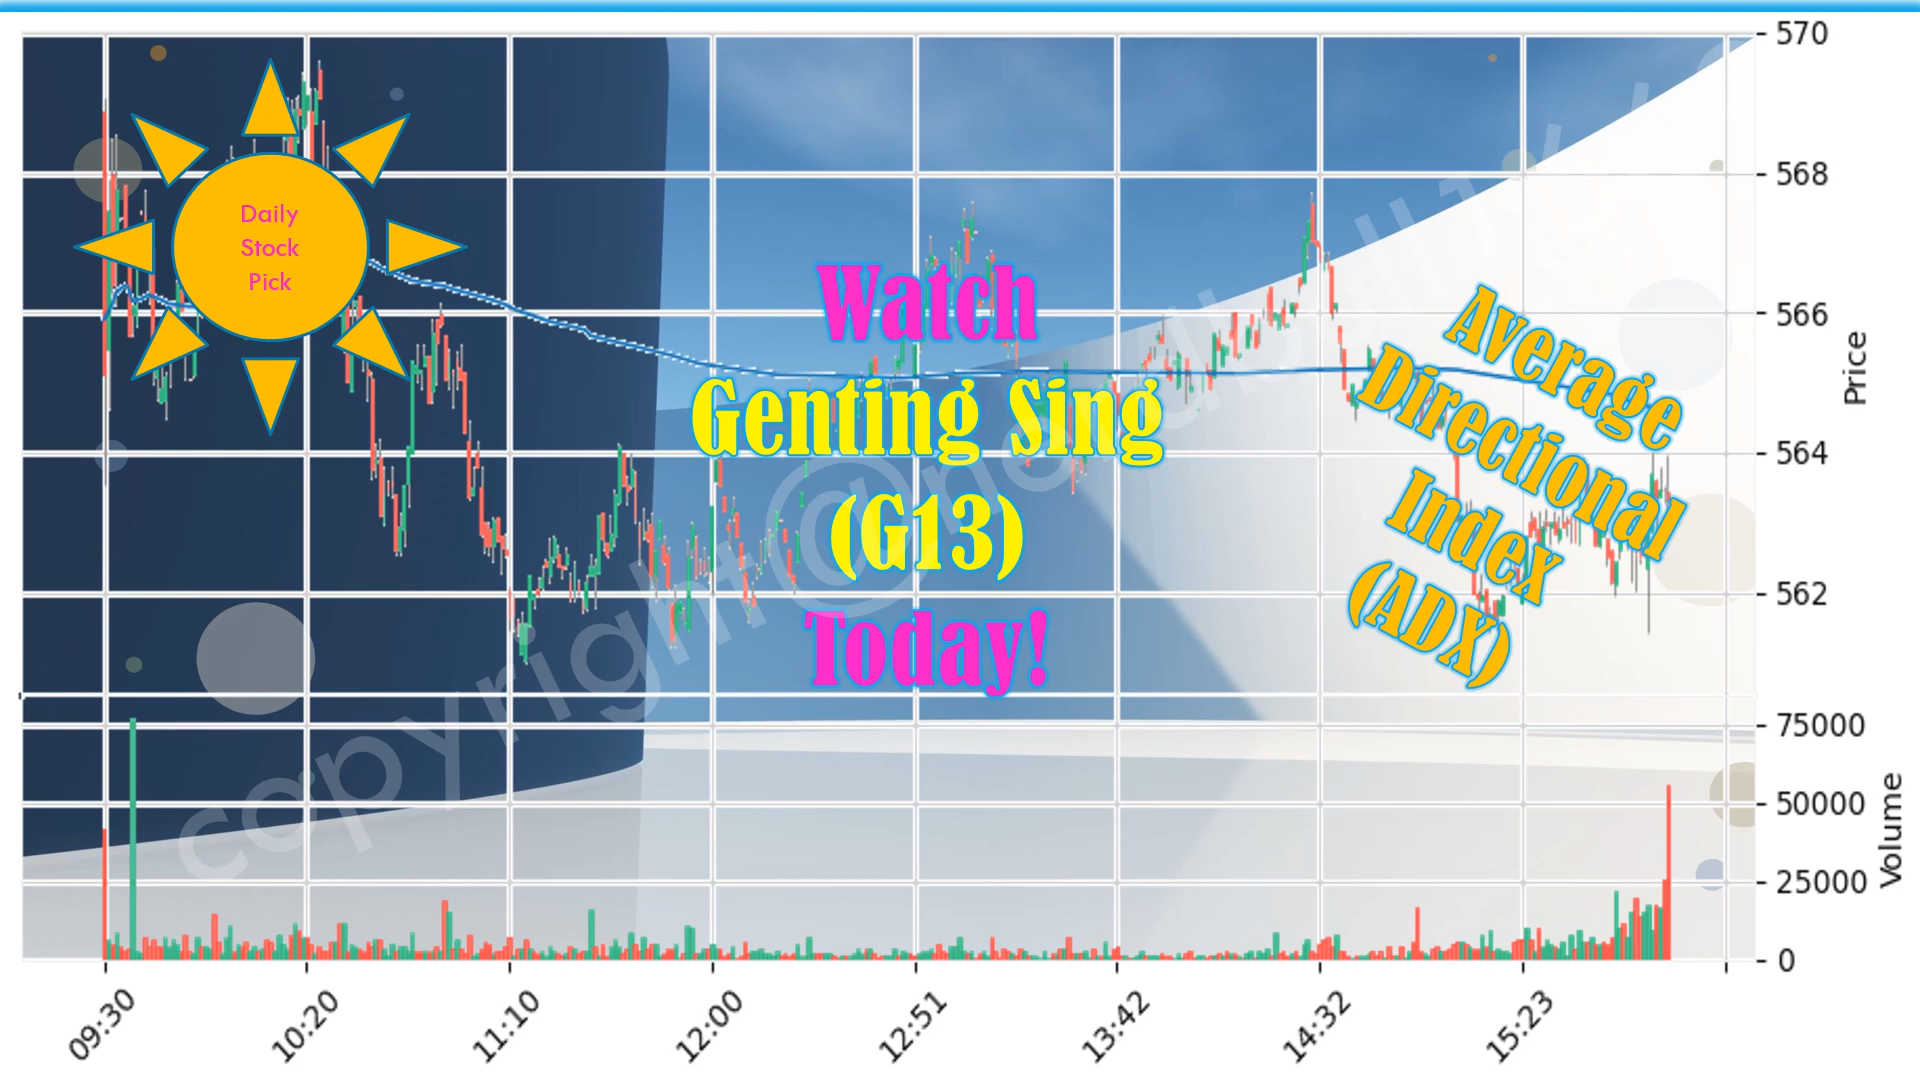 Daily
Stock
Pick
Watch
Genting Sing
(G13)
Today!
Average
Directional
Index
(ADX)
570
568
566
564
562
Price
75000
50000
25000
0
Volume
09:30
10:20
11:10
12:00
12:51
13:42
14:32
15:23